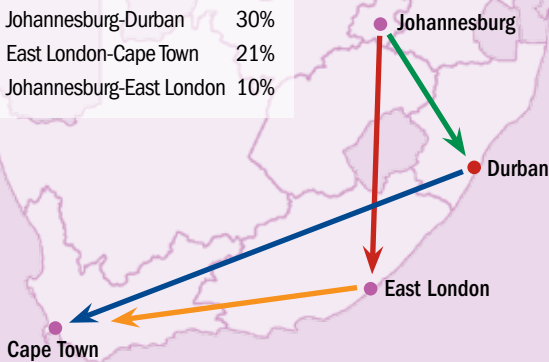 Johannesburg-Durban 30%
East London-Cape Town 21%
Johannesburg-East London 10%
Johannesburg
Durban
East London
Cape Town